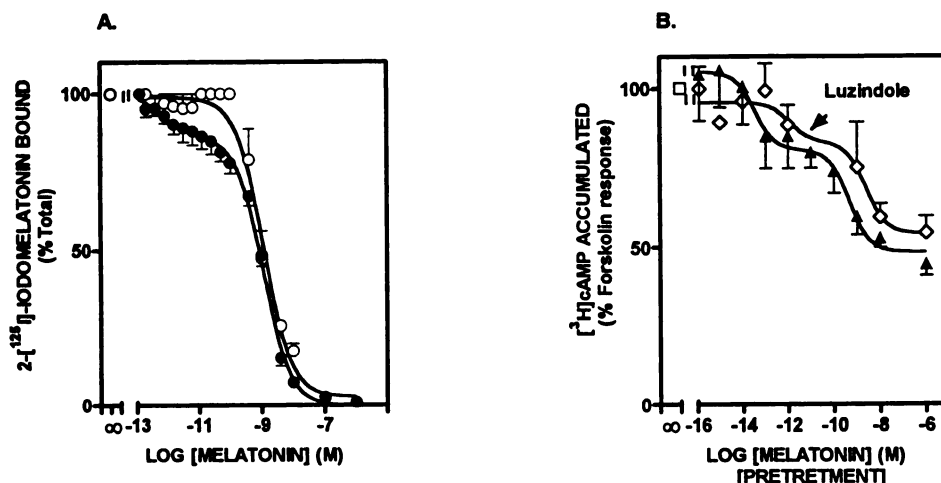 A.
2-[125I]-IODOMELATONIN BOUND
(% Total)
100
50
0
∞ -13 -11 -9 -7
LOG [MELATONIN] (M)
B.
[3H]cAMP ACCUMULATED
(% Forskolin response)
100
50
0
Luzindole
∞ -16 -14 -12 -10 -8 -6
LOG [MELATONIN] (M)
[PRETRETMENT]